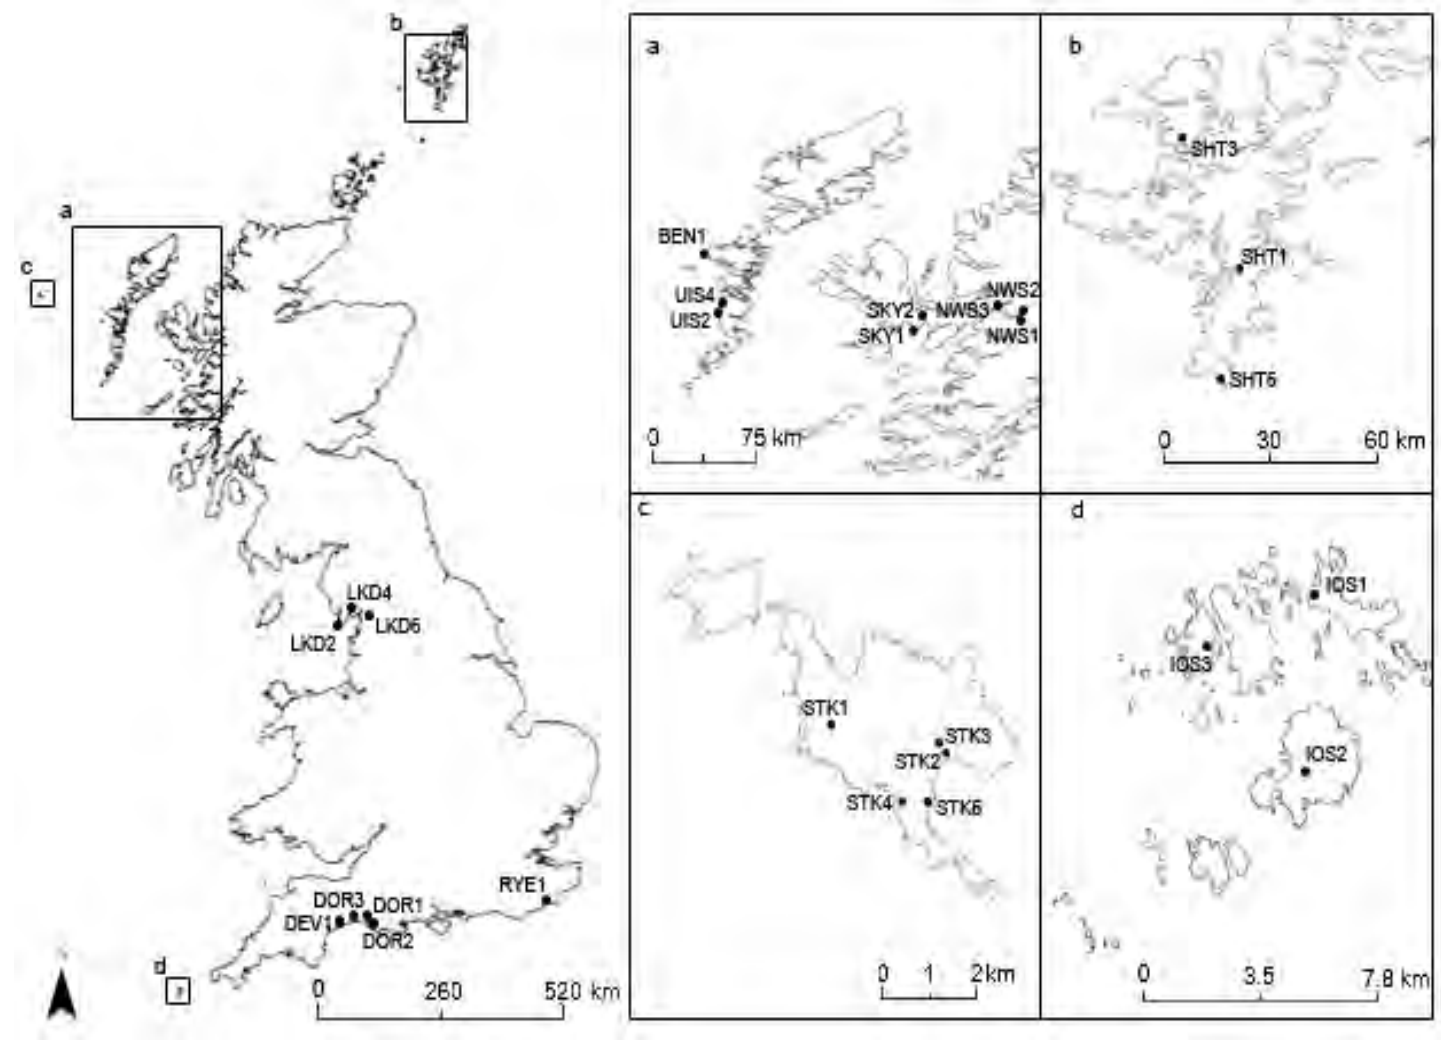 b
a
c
LKD4
LKD6
LKD2
RYE1
DOR3
DOR1
DEV1
DOR2
d
0 260 520 km
a
BEN1
UIS4
UIS2
SKY2
SKY1
NWS3
NWS2
NWS1
0 75 km
b
SHT3
SHT1
SHT5
0 30 60 km
c
STK1
STK3
STK2
STK4
STK5
0 1 2km
d
IOS1
IOS3
IOS2
0 3.5 7.8 km